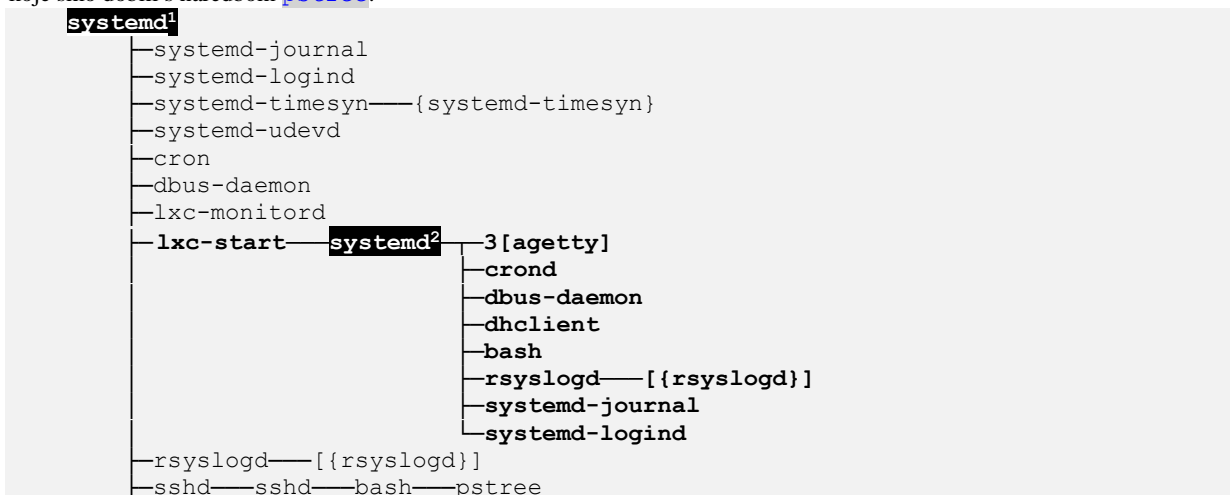 systemd¹
├─systemd-journal
├─systemd-logind
├─systemd-timesyn───{systemd-timesyn}
├─systemd-udevd
├─cron
├─dbus-daemon
├─lxc-monitord
├─lxc-start───systemd²─┬─3[agetty]
│ ├─crond
│ ├─dbus-daemon
│ ├─dhclient
│ ├─bash
│ ├─rsyslogd───[{rsyslogd}]
│ ├─systemd-journal
│ └─systemd-logind
├─rsyslogd───[{rsyslogd}]
├─sshd───sshd───bash───pstree